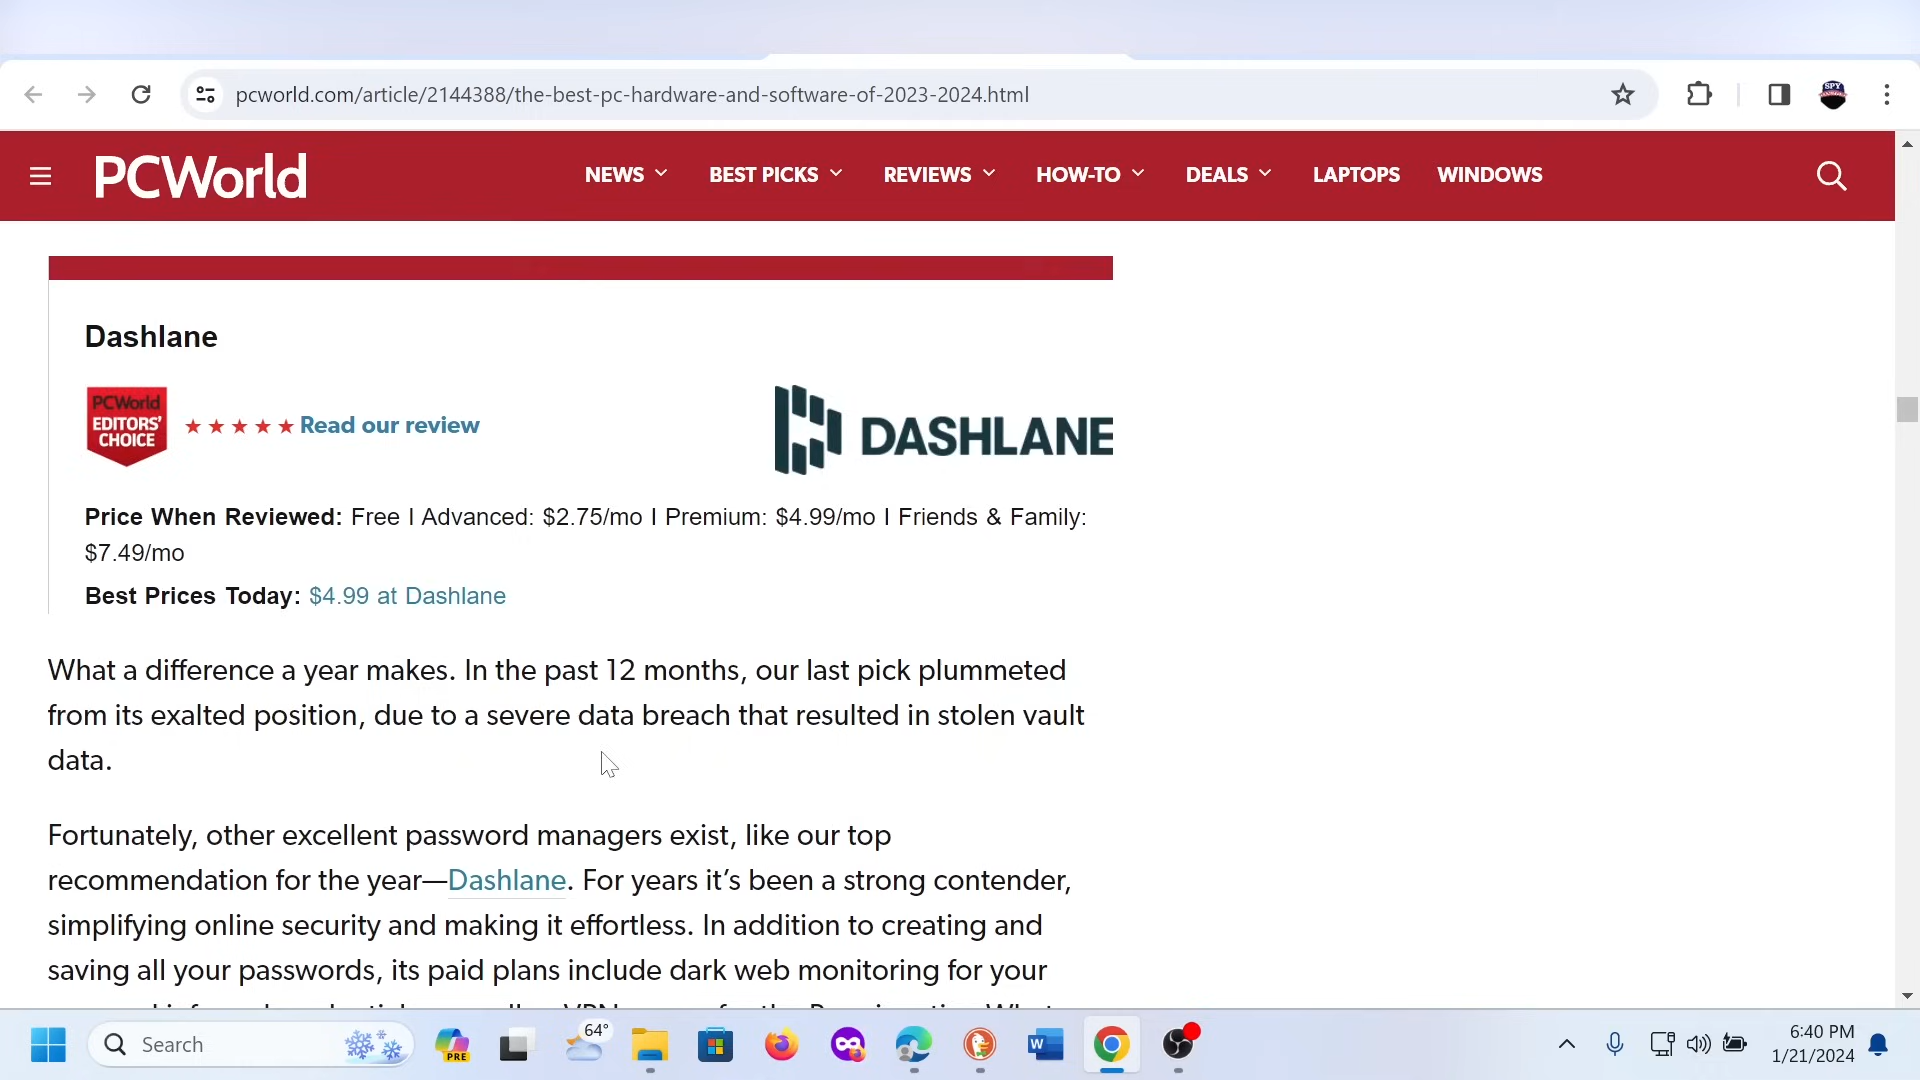 pcworld.com/article/2144388/the-best-pc-hardware-and-software-of-2023-2024.html
SPY
PCWorld
NEWS
BEST PICKS
REVIEWS
HOW-TO
DEALS
LAPTOPS
WINDOWS
Dashlane
PCWorld
EDITORS'
CHOICE
★★★★★ Read our review
DASHLANE
Price When Reviewed: Free I Advanced: $2.75/mo I Premium: $4.99/mo I Friends & Family:
$7.49/mo
Best Prices Today: $4.99 at Dashlane
What a difference a year makes. In the past 12 months, our last pick plummeted
from its exalted position, due to a severe data breach that resulted in stolen vault
data.
Fortunately, other excellent password managers exist, like our top
recommendation for the year—Dashlane. For years it’s been a strong contender,
simplifying online security and making it effortless. In addition to creating and
saving all your passwords, its paid plans include dark web monitoring for your
Search
PRE
64°
W
6:40 PM
1/21/2024